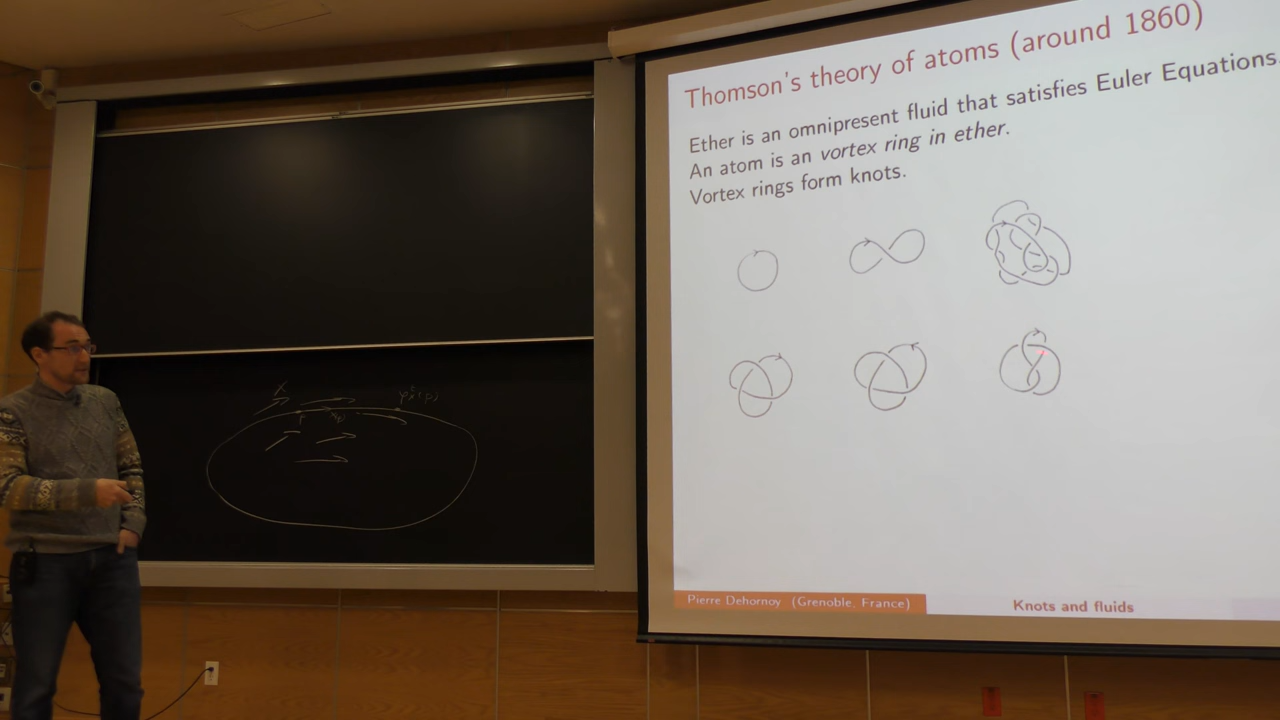 Thomson's theory of atoms (around 1860)
Ether is an omnipresent fluid that satisfies Euler Equations.
An atom is an vortex ring in ether.
Vortex rings form knots.
X
p
Pierre Dehornoy (Grenoble, France)
Knots and fluids